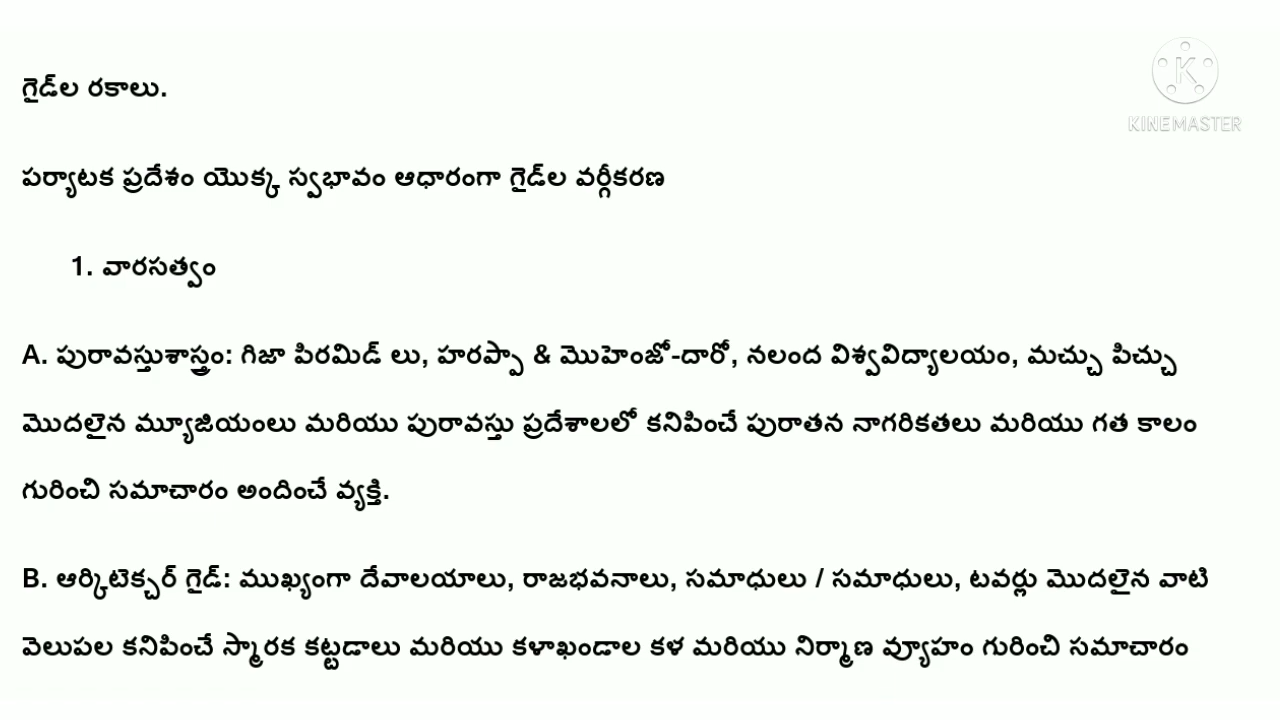 గైడ్‌ల రకాలు.
KINEMASTER
పర్యాటక ప్రదేశం యొక్క స్వభావం ఆధారంగా గైడ్‌ల వర్గీకరణ
1. వారసత్వం
A. పురావస్తుశాస్త్రం: గిజా పిరమిడ్ లు, హరప్పా & మొహెంజో-దారో, నలంద విశ్వవిద్యాలయం, మచ్చు పిచ్చు
మొదలైన మ్యూజియంలు మరియు పురావస్తు ప్రదేశాలలో కనిపించే పురాతన నాగరికతలు మరియు గత కాలం
గురించి సమాచారం అందించే వ్యక్తి.
B. ఆర్కిటెక్చర్ గైడ్: ముఖ్యంగా దేవాలయాలు, రాజభవనాలు, సమాధులు / సమాధులు, టవర్లు మొదలైన వాటి
వెలుపల కనిపించే స్మారక కట్టడాలు మరియు కళాఖండాల కళ మరియు నిర్మాణ వ్యూహం గురించి సమాచారం